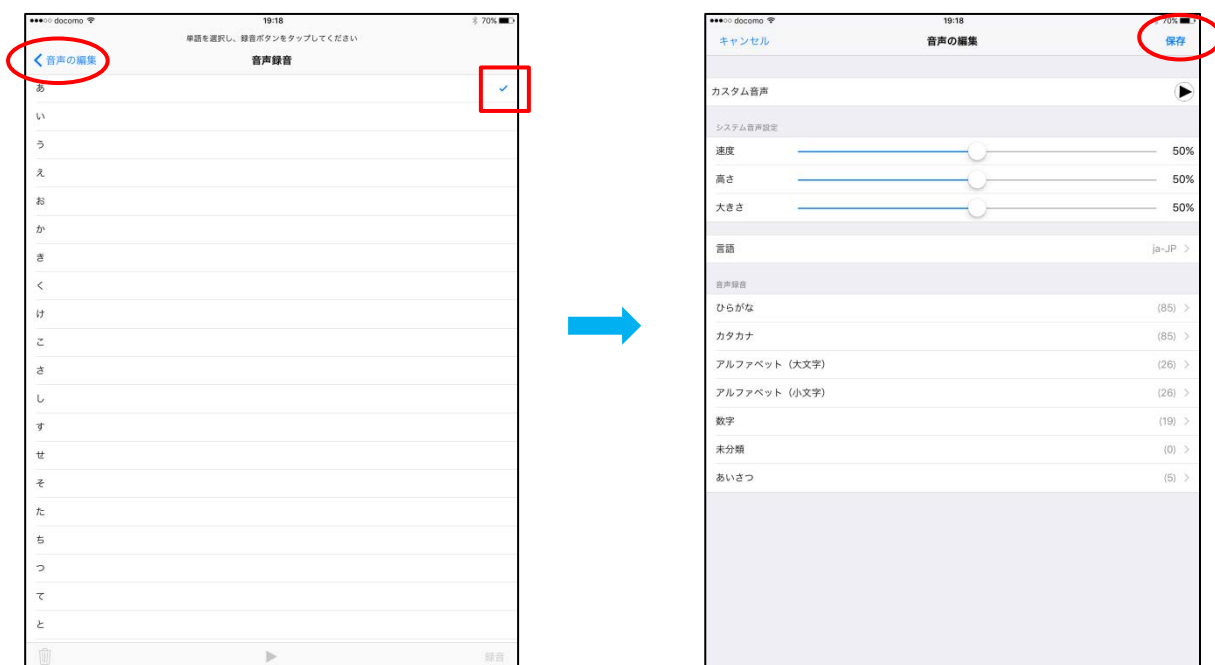 ●●●○○ docomo 19:18 70%
単語を選択し、録音ボタンをタップしてください
音声の編集 音声録音
あ
い
う
え
お
か
き
く
け
こ
さ
し
す
せ
そ
た
ち
つ
て
と
録音
●●●○○ docomo 19:18 70%
キャンセル 音声の編集 保存
カスタム音声
システム音声設定
速度 50%
高さ 50%
大きさ 50%
言語 ja-JP
音声録音
ひらがな (85)
カタカナ (85)
アルファベット（大文字） (26)
アルファベット（小文字） (26)
数字 (19)
未分類 (0)
あいさつ (5)